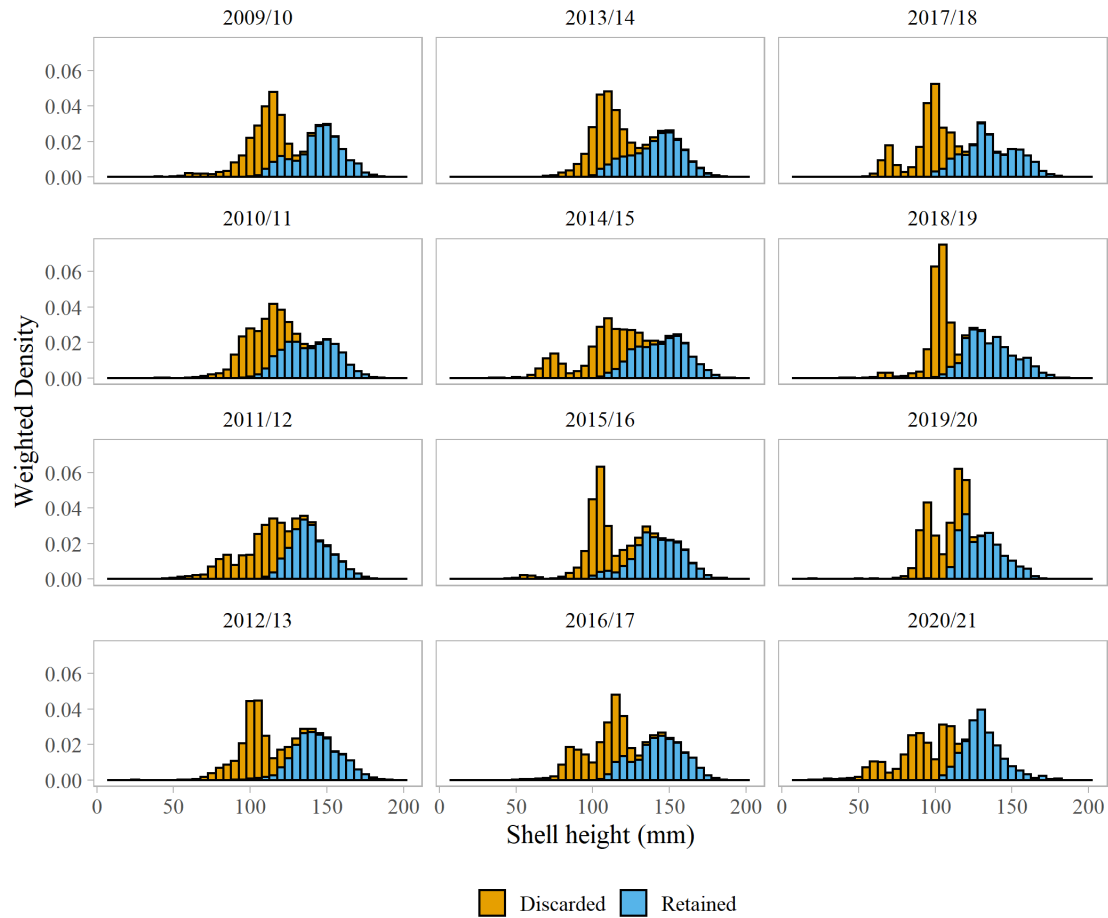 2009/10 2013/14 2017/18
0.06
0.04
0.02
0.00
2010/11 2014/15 2018/19
0.06
0.04
0.02
0.00
2011/12 2015/16 2019/20
0.06
0.04
0.02
0.00
2012/13 2016/17 2020/21
0.06
0.04
0.02
0.00
Weighted Density
0 50 100 150 200 0 50 100 150 200 0 50 100 150 200
Shell height (mm)
Discarded Retained